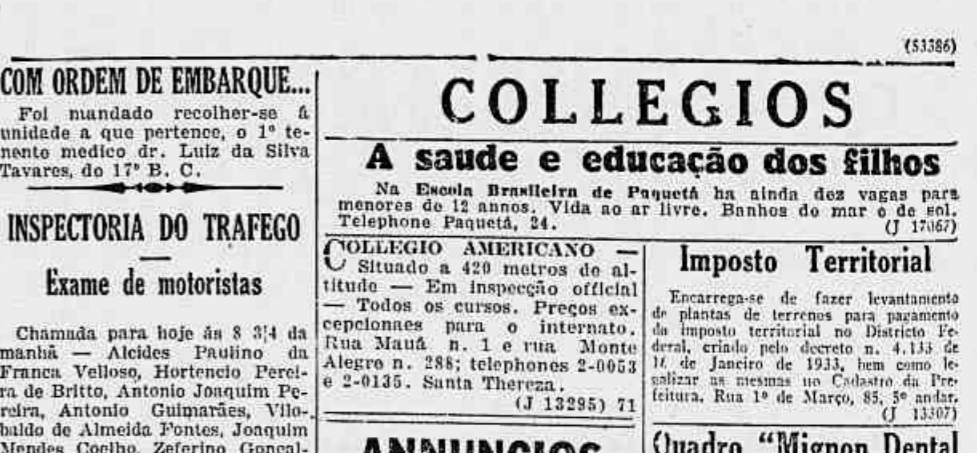 (53386)
COM ORDEM DE EMBARQUE...
Foi mandado recolher-se á
unidade a que pertence, o 1º te-
nente medico dr. Luiz da Silva
Tavares, do 17º B. C.
INSPECTORIA DO TRAFEGO
Exame de motoristas
Chamada para hoje ás 8 3|4 da
manhã — Alcides Paulino da
Franca Velloso, Hortencio Perei-
ra de Britto, Antonio Joaquim Pe-
reira, Antonio Guimarães, Vilo-
baldo de Almeida Pontes, Joaquim
Mendes Coelho, Zeferino Gonçal-
COLLEGIOS
A saude e educação dos filhos
Na Escola Brasileira de Paquetá ha ainda dez vagas para
menores de 12 annos. Vida ao ar livre. Banhos do mar e de sol.
Telephone Paquetá, 24.
(J 17067)
COLLEGIO AMERICANO —
Situado a 420 metros de al-
titude — Em inspecção official
— Todos os cursos. Preços ex-
cepcionaes para o internato.
Rua Mauá n. 1 e rua Monte
Alegre n. 288; telephones 2-0053
e 2-0135. Santa Thereza.
(J 13295) 71
ANNUNCIOS
Imposto Territorial
Encarrega-se de fazer levantamento
de plantas de terrenos para pagamento
do imposto territorial no Districto Fe-
deral, criado pelo decreto n. 4.133 de
de Janeiro de 1933, bem como le-
galizar as mesmas no Cadastro da Pre-
feitura. Rua 1º de Março, 85, 5º andar.
(J 13307)
Quadro "Mignon Dental